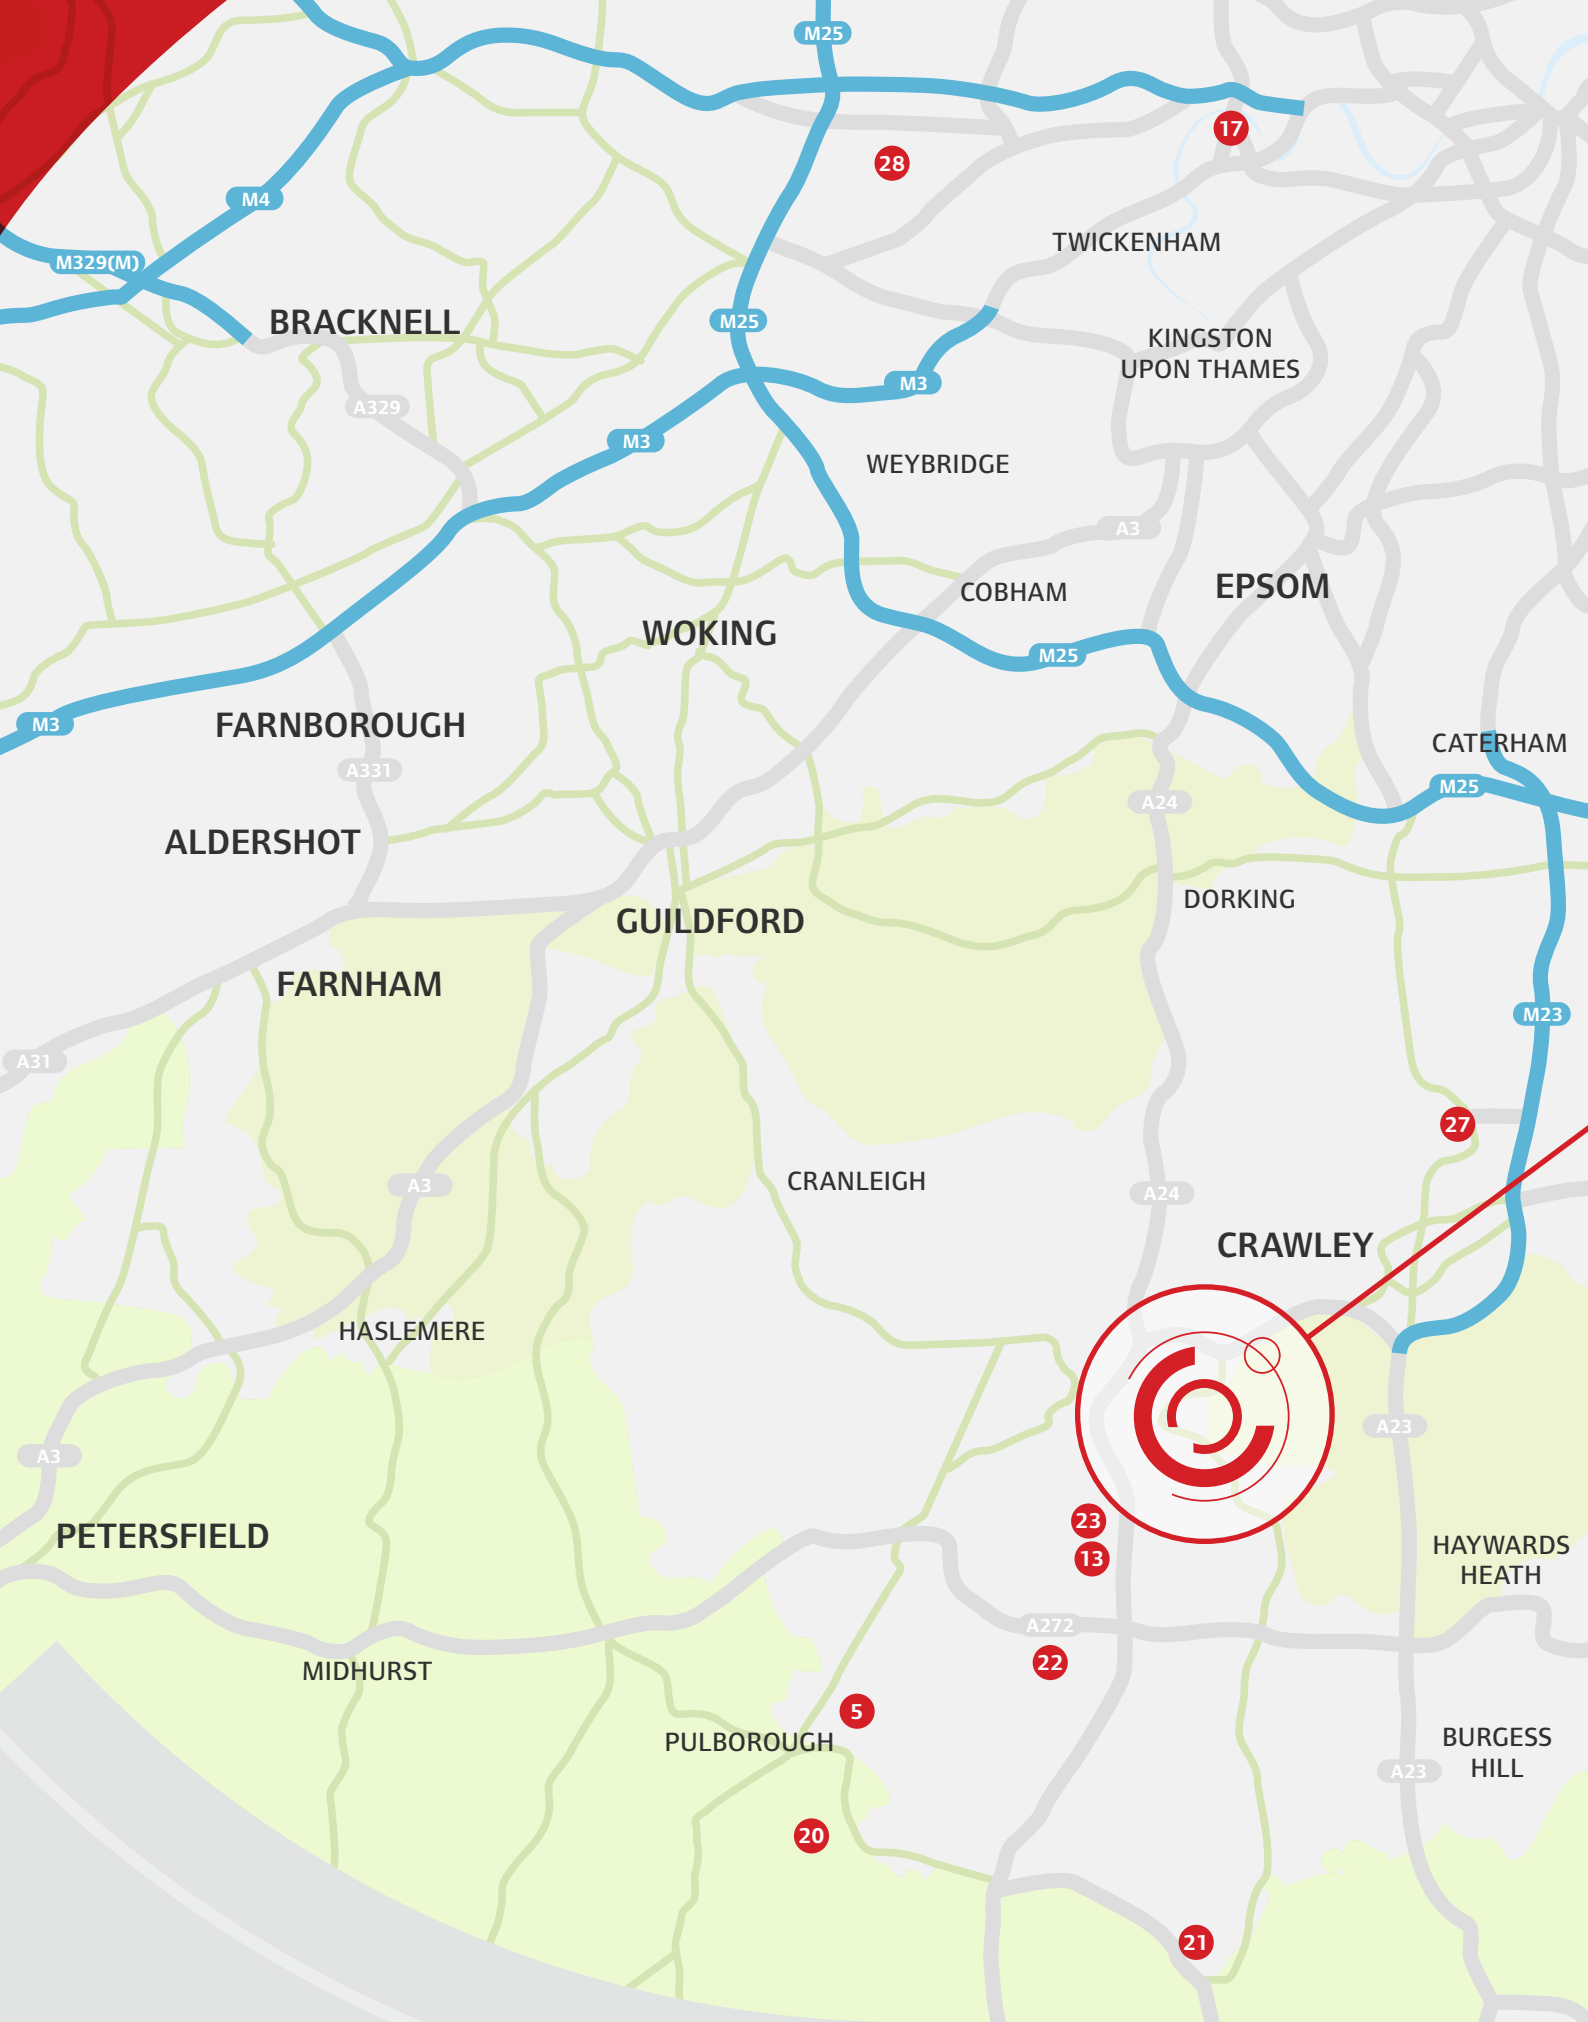 M25
17
28
M4
TWICKENHAM
M329(M)
BRACKNELL
M25
KINGSTON
UPON THAMES
M3
A329
M3
WEYBRIDGE
A3
EPSOM
COBHAM
WOKING
M25
FARNBOROUGH
M3
CATERHAM
A331
M25
A24
ALDERSHOT
DORKING
GUILDFORD
FARNHAM
M23
A31
27
CRANLEIGH
A3
A24
CRAWLEY
HASLEMERE
A23
A3
23
PETERSFIELD
HAYWARDS
HEATH
13
A272
22
MIDHURST
5
PULBOROUGH
BURGESS
HILL
A23
20
21